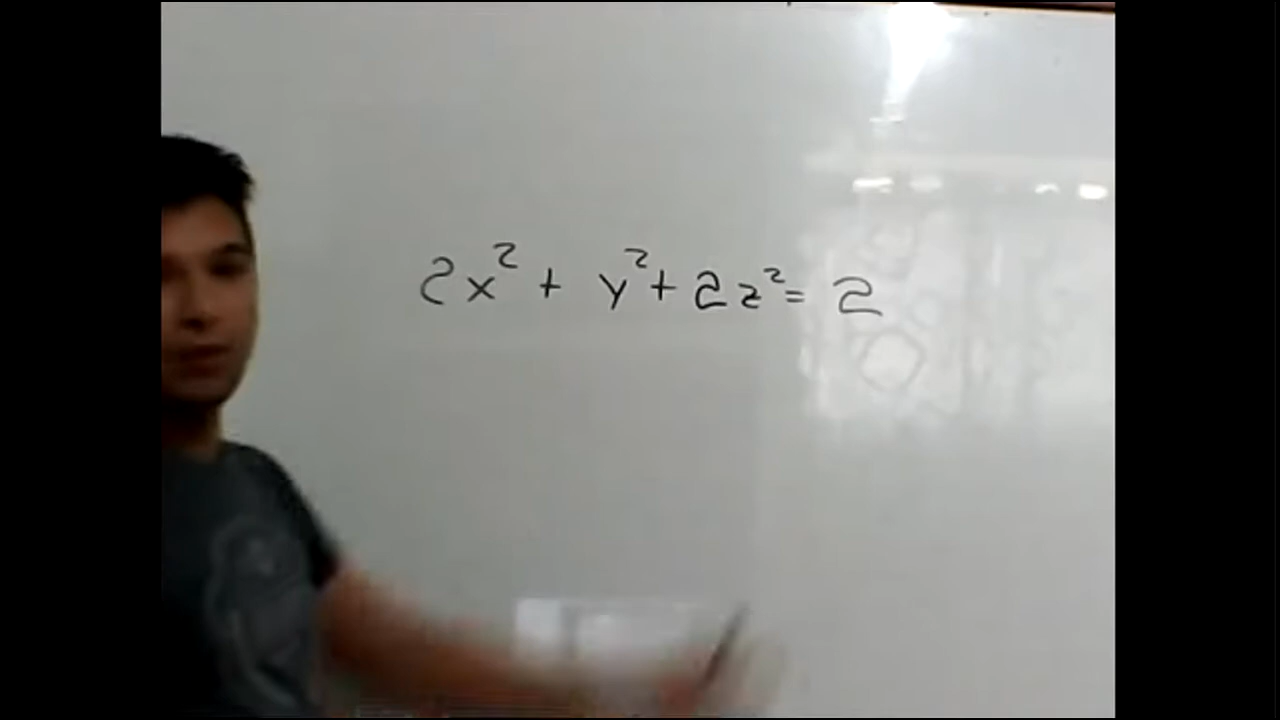 2x² + y² + 2z² = 2